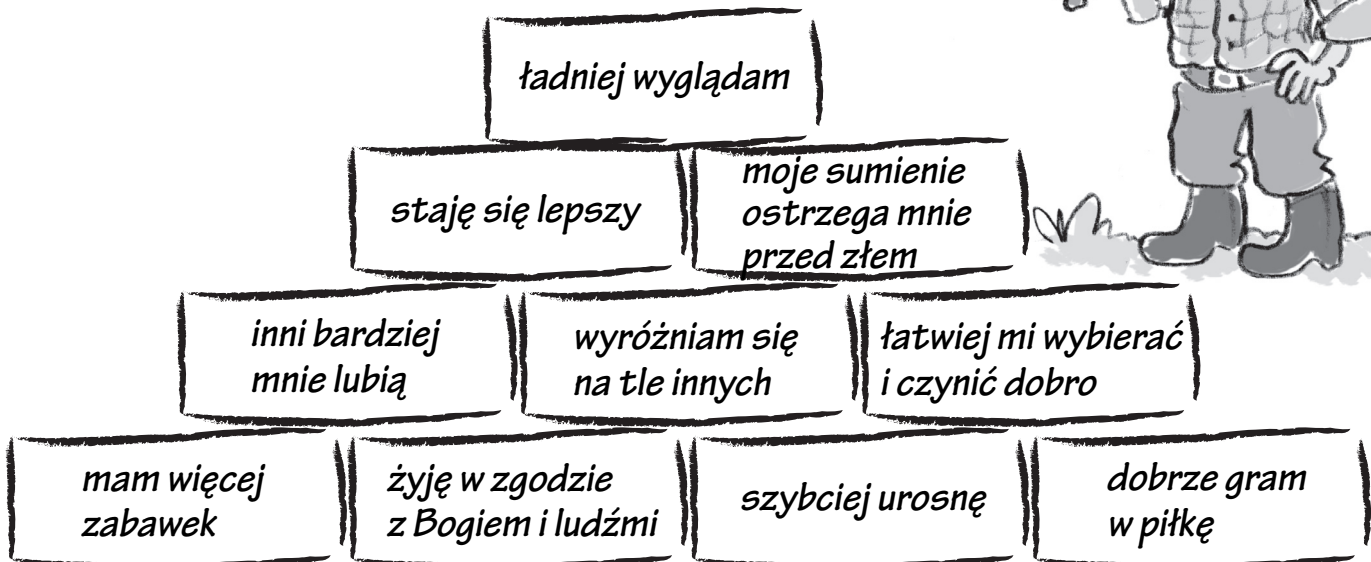 ładniej wyglądam
staję się lepszy
moje sumienie
ostrzega mnie
przed złem
inni bardziej
mnie lubią
wyróżniam się
na tle innych
łatwiej mi wybierać
i czynić dobro
mam więcej
zabawek
żyję w zgodzie
z Bogiem i ludźmi
szybciej urosnę
dobrze gram
w piłkę